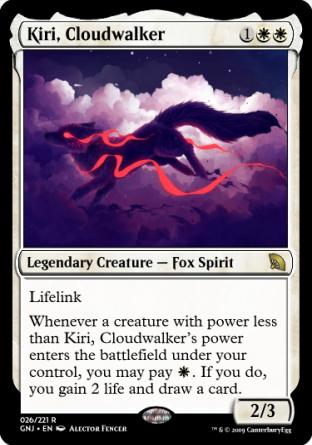 Kiri, Cloudwalker 1
Legendary Creature — Fox Spirit
Lifelink
Whenever a creature with power less
than Kiri, Cloudwalker's power
enters the battlefield under your
control, you may pay. If you do,
you gain 2 life and draw a card.
2/3
026/221 R
GNJ • EN Alector Fencer
™ & © 2019 CanterburyEgg